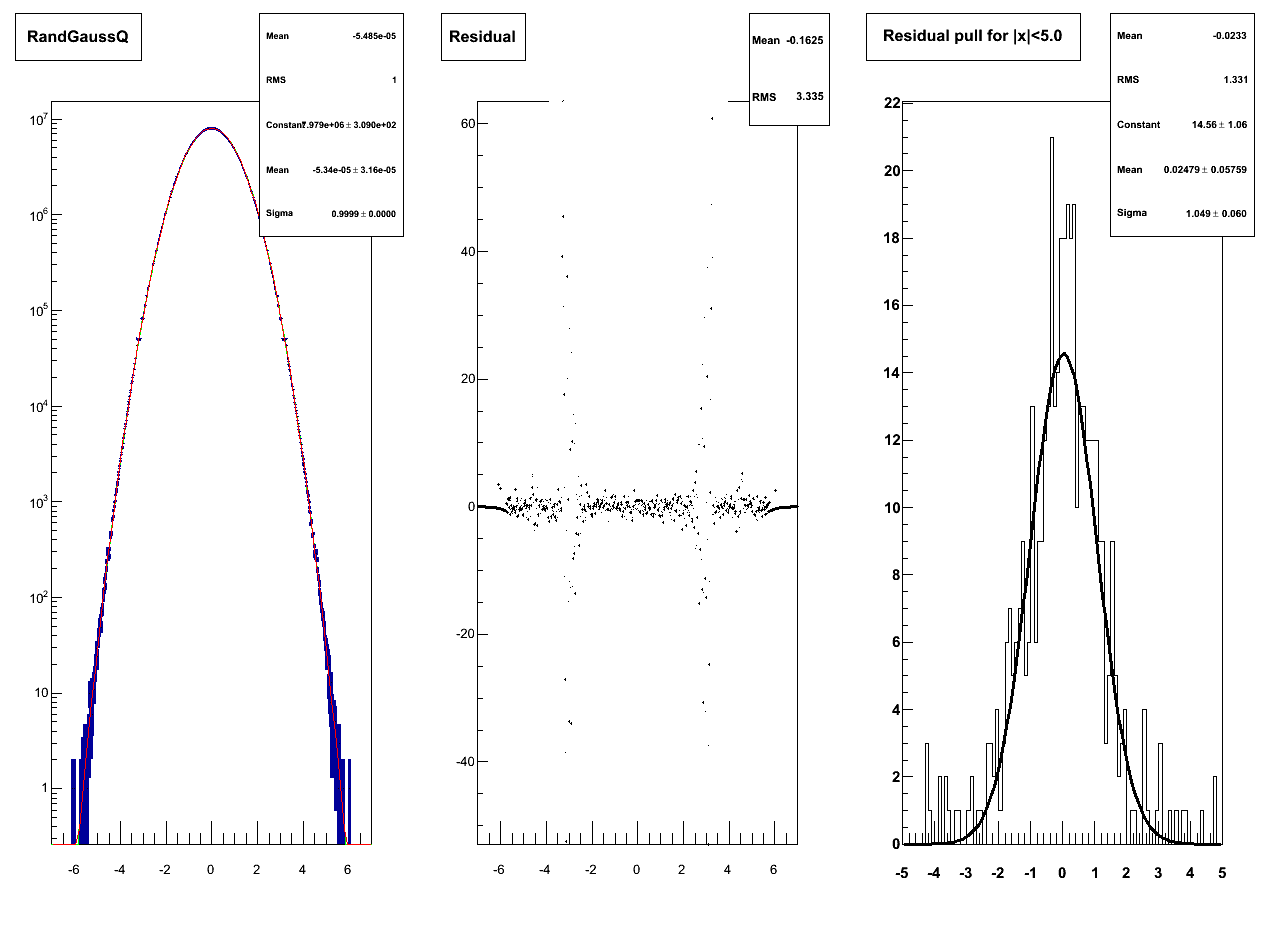 RandGaussQ
Mean -5.485e-05
RMS 1
Constant 7.979e+06 ± 3.090e+02
Mean -5.34e-05 ± 3.16e-05
Sigma 0.9999 ± 0.0000
10^7
10^6
10^5
10^4
10^3
10^2
10
1
-6 -4 -2 0 2 4 6
Residual
Mean -0.1625
RMS 3.335
60
40
20
0
-20
-40
-6 -4 -2 0 2 4 6
Residual pull for |x|<5.0
Mean -0.0233
RMS 1.331
Constant 14.56 ± 1.06
Mean 0.02479 ± 0.05759
Sigma 1.049 ± 0.060
22
20
18
16
14
12
10
8
6
4
2
0
-5 -4 -3 -2 -1 0 1 2 3 4 5